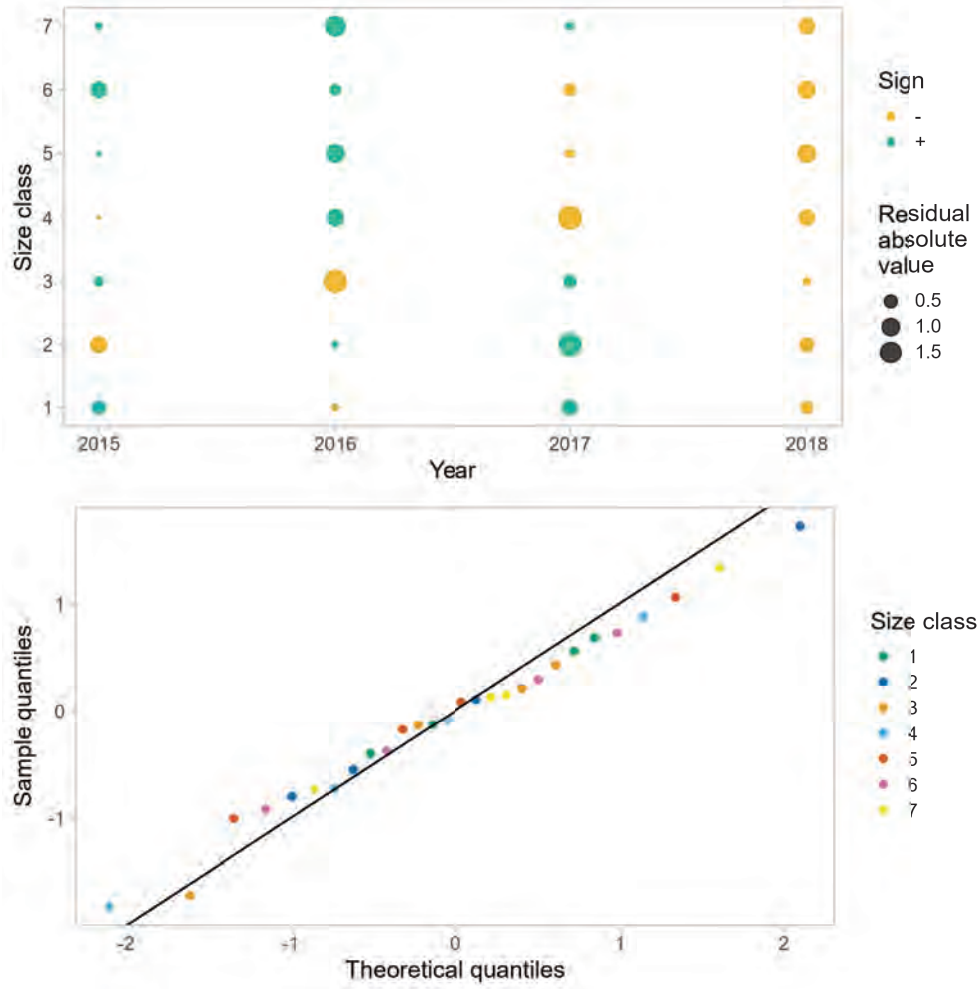 7
6
5
4
3
2
1
Size class
2015 2016 2017 2018
Year
Sign
-
+
Residual
absolute
value
0.5
1.0
1.5
1
0
-1
Sample quantiles
-2 -1 0 1 2
Theoretical quantiles
Size class
1
2
3
4
5
6
7